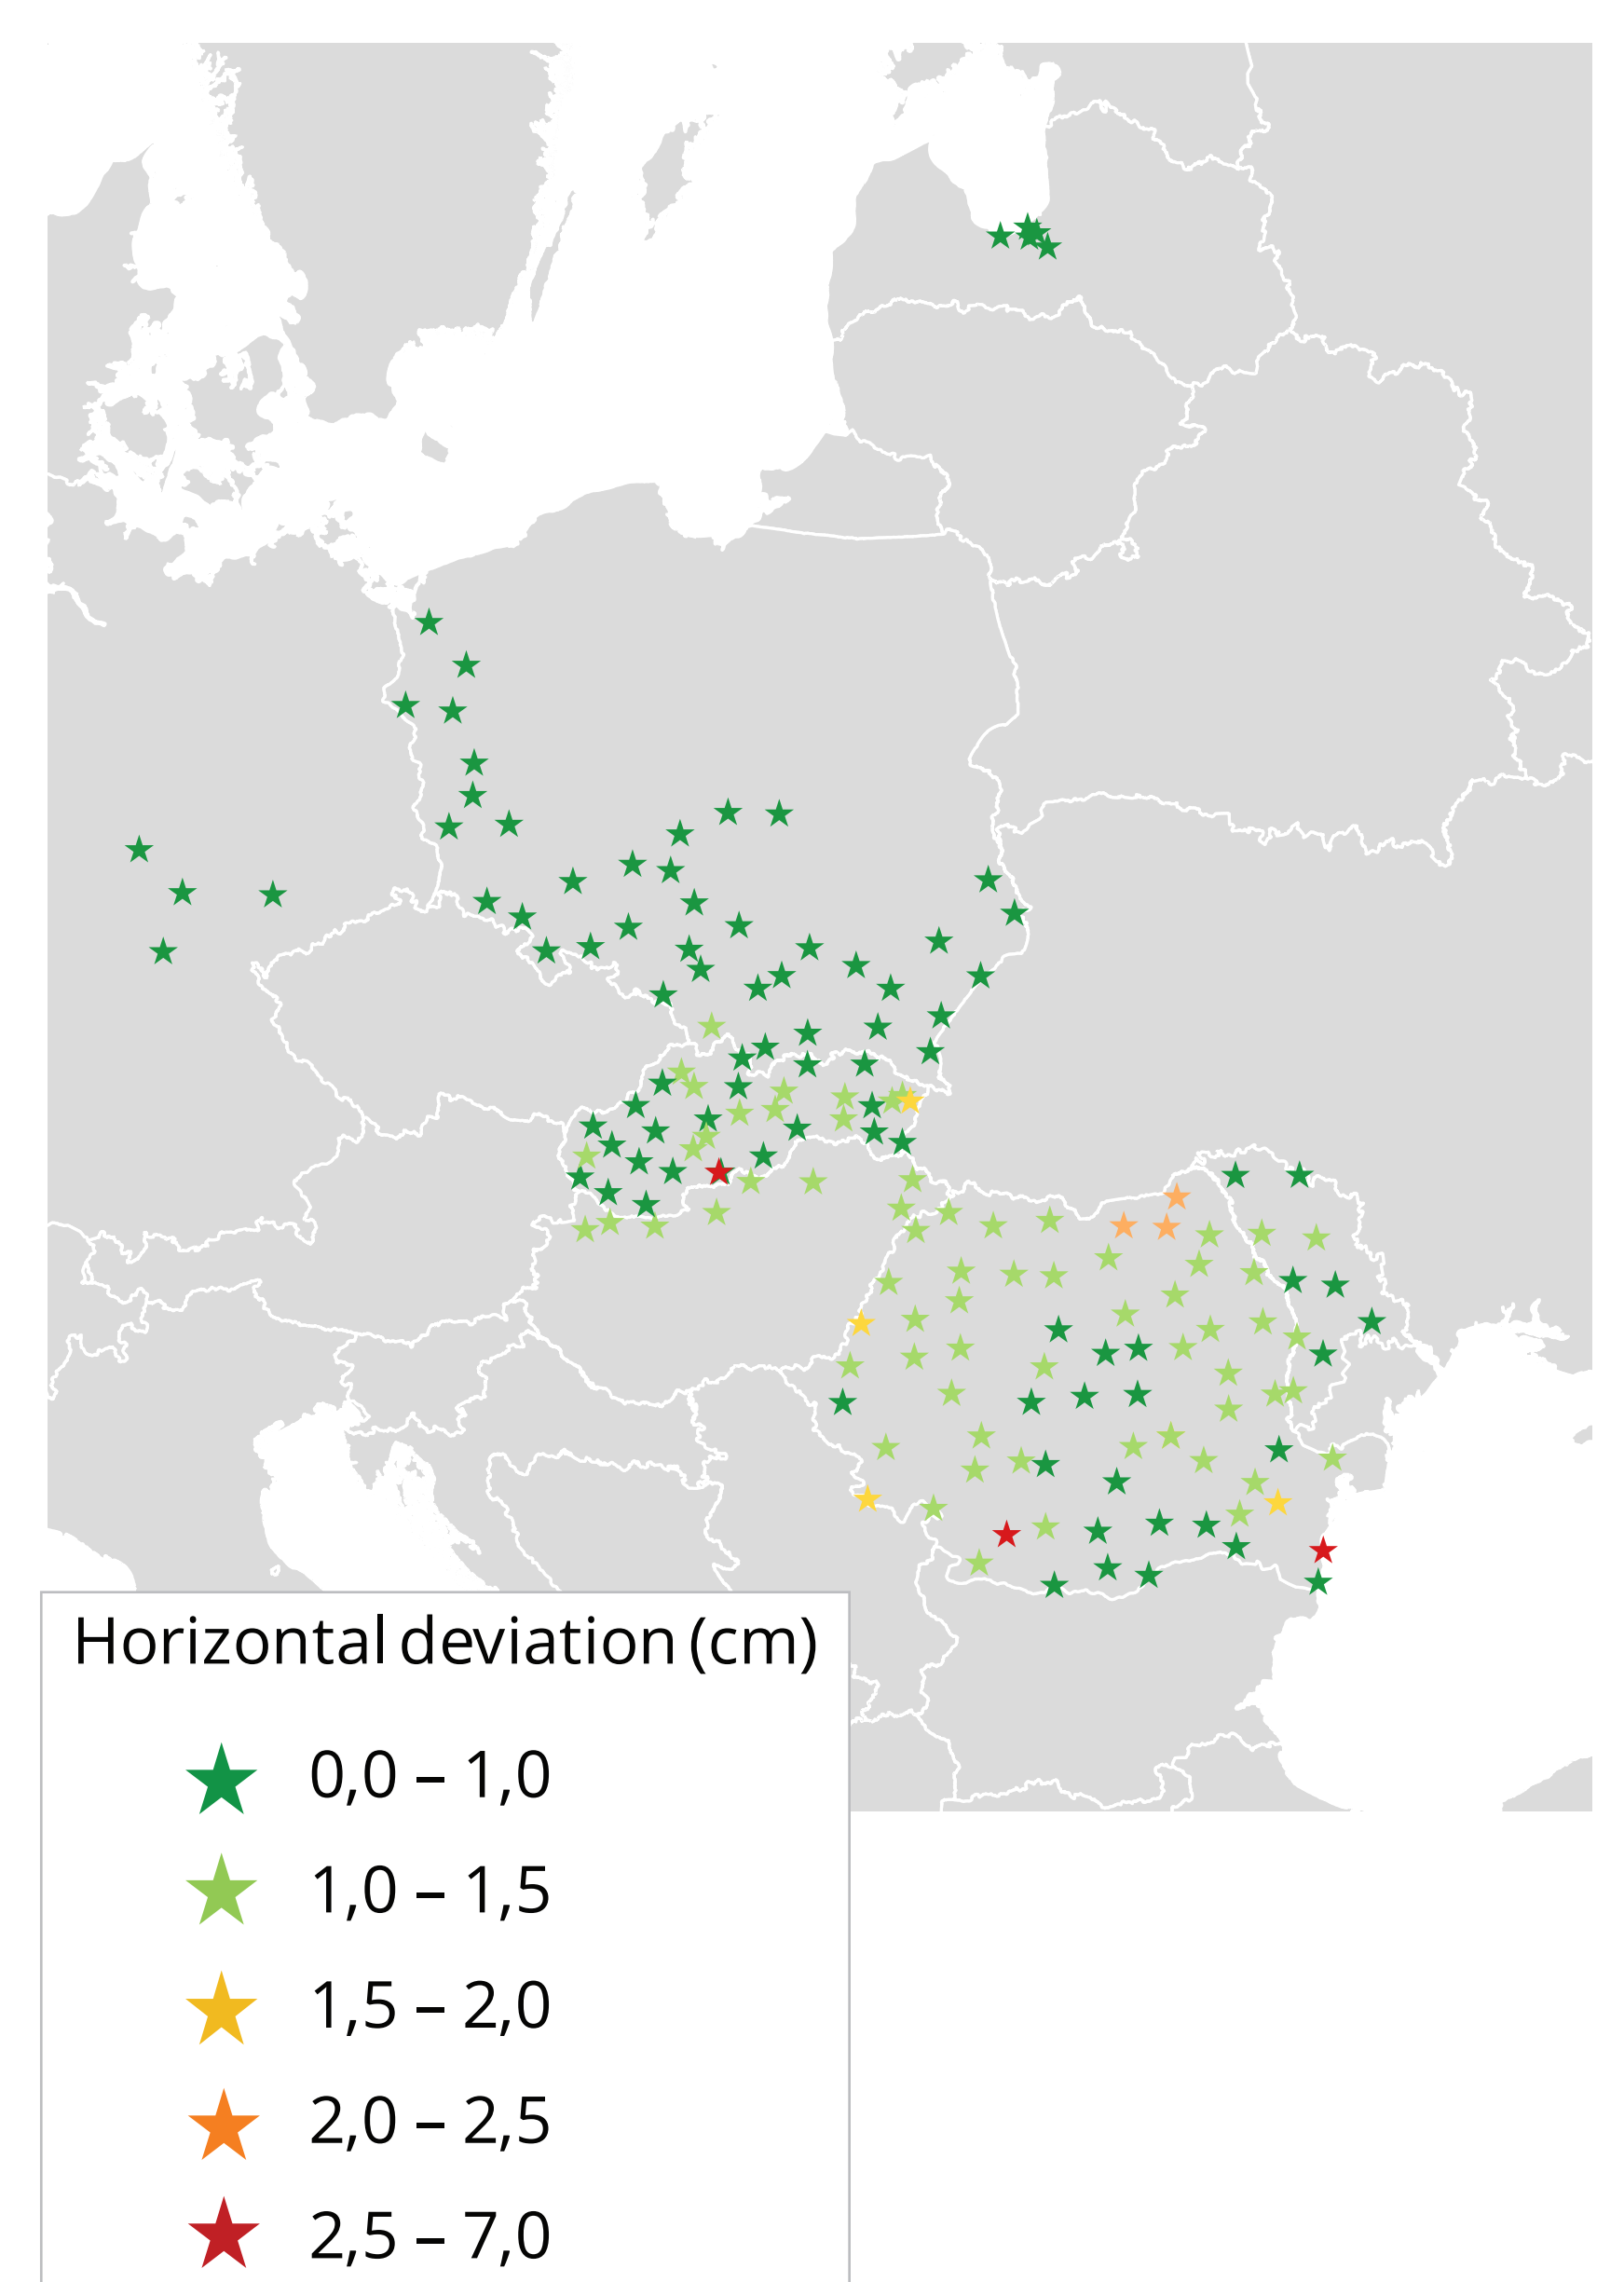 Horizontal deviation (cm)
0,0 – 1,0
1,0 – 1,5
1,5 – 2,0
2,0 – 2,5
2,5 – 7,0